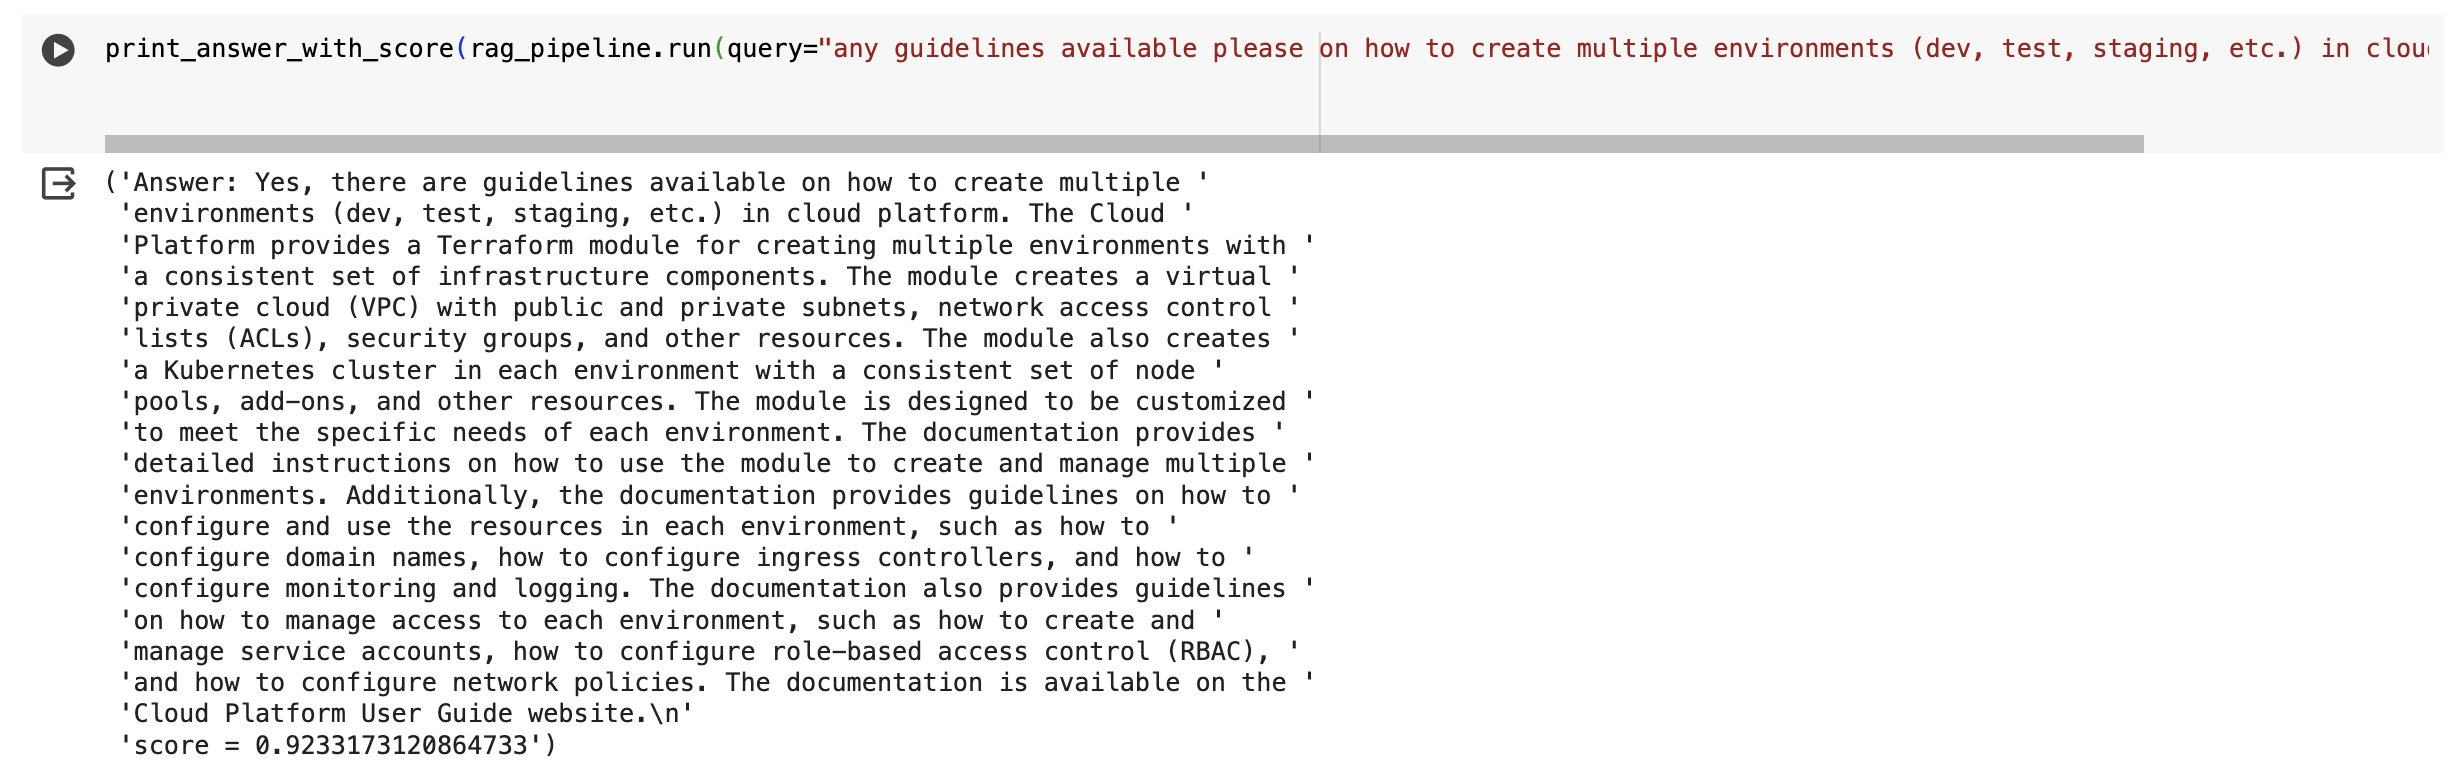 print_answer_with_score(rag_pipeline.run(query="any guidelines available please on how to create multiple environments (dev, test, staging, etc.) in
('Answer: Yes, there are guidelines available on how to create multiple '
'environments (dev, test, staging, etc.) in cloud platform. The Cloud '
'Platform provides a Terraform module for creating multiple environments with '
'a consistent set of infrastructure components. The module creates a virtual '
'private cloud (VPC) with public and private subnets, network access control '
'lists (ACLs), security groups, and other resources. The module also creates '
'a Kubernetes cluster in each environment with a consistent set of node '
'pools, add-ons, and other resources. The module is designed to be customized '
'to meet the specific needs of each environment. The documentation provides '
'detailed instructions on how to use the module to create and manage multiple '
'environments. Additionally, the documentation provides guidelines on how to '
'configure and use the resources in each environment, such as how to '
'configure domain names, how to configure ingress controllers, and how to '
'configure monitoring and logging. The documentation also provides guidelines '
'on how to manage access to each environment, such as how to create and '
'manage service accounts, how to configure role-based access control (RBAC), '
'and how to configure network policies. The documentation is available on the '
'Cloud Platform User Guide website.\n'
'score = 0.9233173120864733')